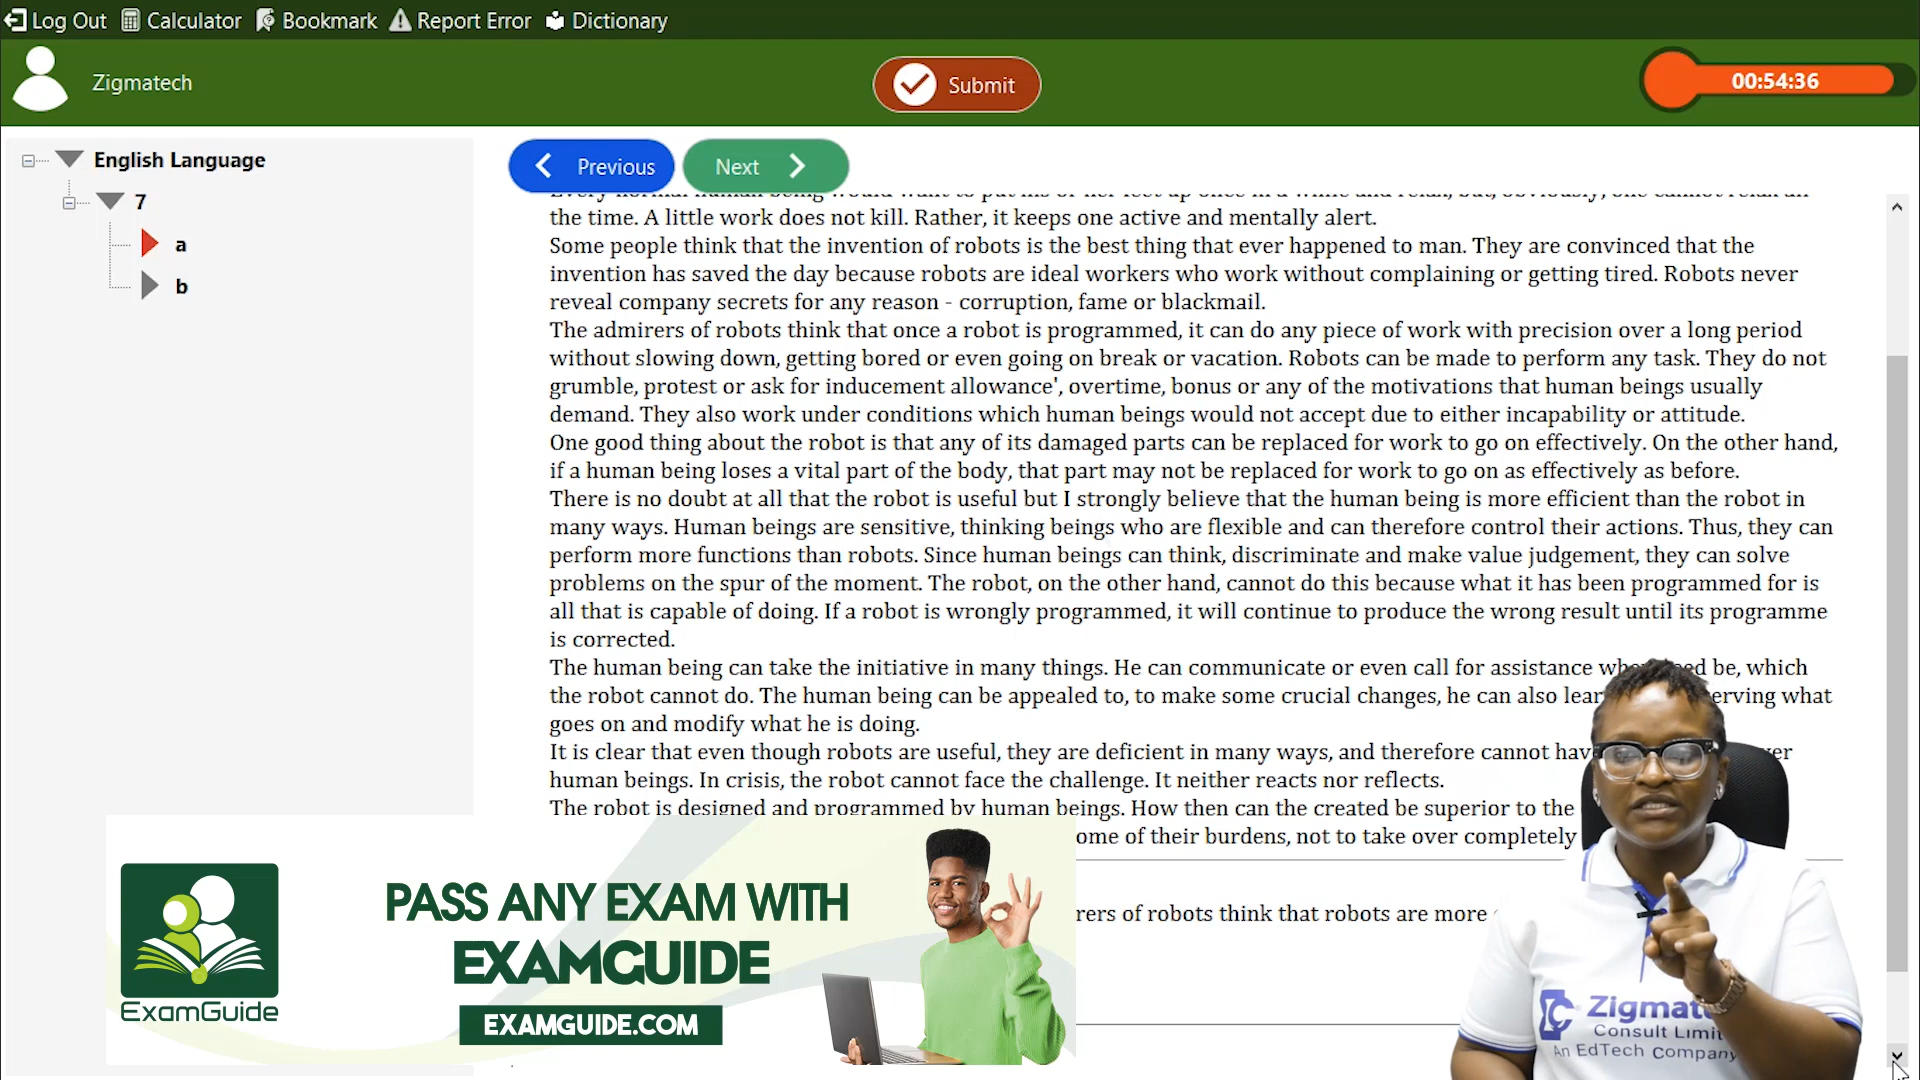 Log Out Calculator Bookmark Report Error Dictionary
Zigmatech
Submit
00:54:36
English Language
7
a
b
Previous
Next
the time. A little work does not kill. Rather, it keeps one active and mentally alert.
Some people think that the invention of robots is the best thing that ever happened to man. They are convinced that the
invention has saved the day because robots are ideal workers who work without complaining or getting tired. Robots never
reveal company secrets for any reason - corruption, fame or blackmail.
The admirers of robots think that once a robot is programmed, it can do any piece of work with precision over a long period
without slowing down, getting bored or even going on break or vacation. Robots can be made to perform any task. They do not
grumble, protest or ask for inducement allowance', overtime, bonus or any of the motivations that human beings usually
demand. They also work under conditions which human beings would not accept due to either incapability or attitude.
One good thing about the robot is that any of its damaged parts can be replaced for work to go on effectively. On the other hand,
if a human being loses a vital part of the body, that part may not be replaced for work to go on as effectively as before.
There is no doubt at all that the robot is useful but I strongly believe that the human being is more efficient than the robot in
many ways. Human beings are sensitive, thinking beings who are flexible and can therefore control their actions. Thus, they can
perform more functions than robots. Since human beings can think, discriminate and make value judgement, they can solve
problems on the spur of the moment. The robot, on the other hand, cannot do this because what it has been programmed for is
all that is capable of doing. If a robot is wrongly programmed, it will continue to produce the wrong result until its programme
is corrected.
The human being can take the initiative in many things. He can communicate or even call for assistance be, which
the robot cannot do. The human being can be appealed to, to make some crucial changes, he can also lear erving what
goes on and modify what he is doing.
It is clear that even though robots are useful, they are deficient in many ways, and therefore cannot hav er
human beings. In crisis, the robot cannot face the challenge. It neither reacts nor reflects.
The robot is designed and programmed by human beings. How then can the created be superior to the
ome of their burdens, not to take over completely
rers of robots think that robots are more
ExamGuide
PASS ANY EXAM WITH
EXAMGUIDE
EXAMGUIDE.COM
Zigmat
Consult Limit
An EdTech Company